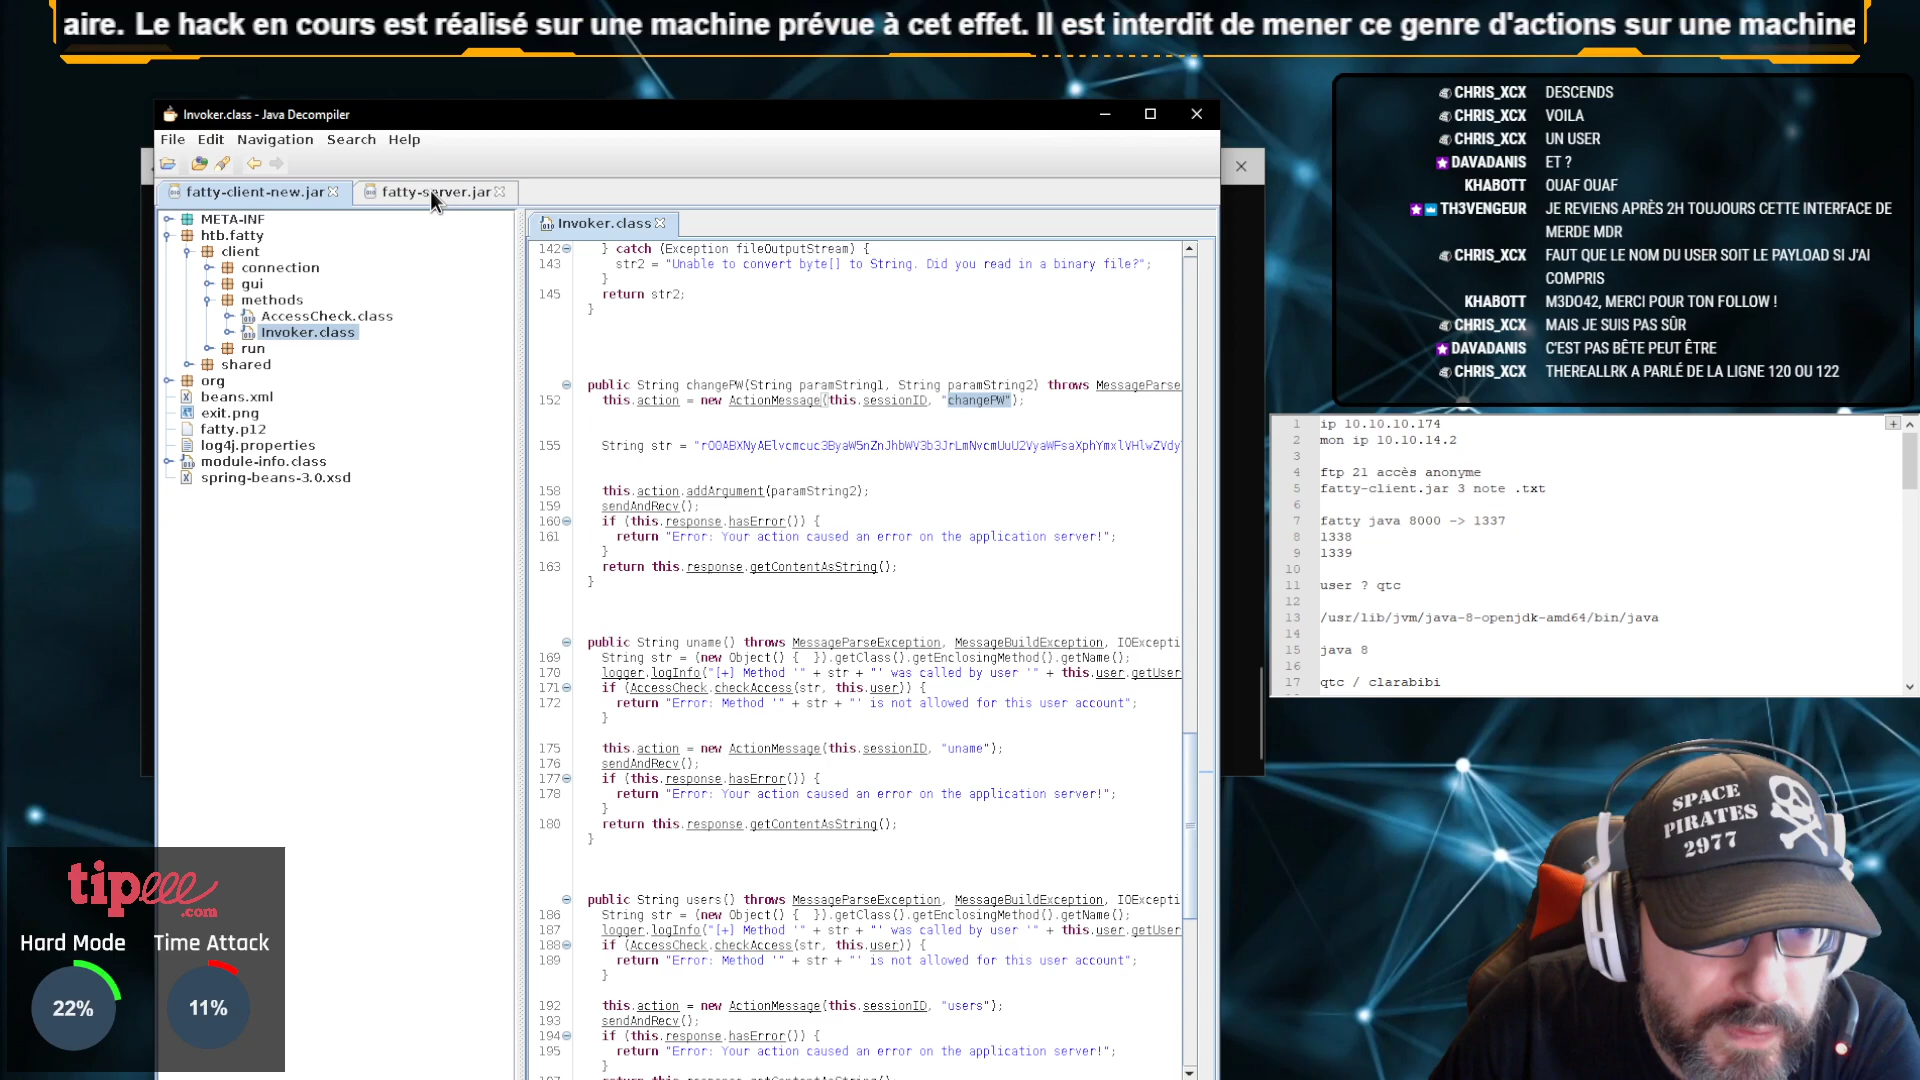 aire. Le hack en cours est réalisé sur une machine prévue à cet effet. Il est interdit de mener ce genre d'actions sur une machine
Invoker.class - Java Decompiler
File Edit Navigation Search Help
fatty-client-new.jar
fatty-server.jar
META-INF
htb.fatty
client
connection
gui
methods
AccessCheck.class
Invoker.class
run
shared
org
beans.xml
exit.png
fatty.p12
log4j.properties
module-info.class
spring-beans-3.0.xsd
Invoker.class
142 } catch (Exception fileOutputStream) {
143 str2 = "Unable to convert byte[] to String. Did you read in a binary file?";
}
145 return str2;
}
public String changePW(String paramString1, String paramString2) throws MessageParse
152 this.action = new ActionMessage(this.sessionID, "changePW");
155 String str =
158 this.action.addArgument(paramString2);
159 sendAndRecv();
160 if (this.response.hasError()) {
161 return "Error: Your action caused an error on the application server!";
}
163 return this.response.getContentAsString();
}
public String uname() throws MessageParseException, MessageBuildException, IOExcepti
169 String str = (new Object() { }).getClass().getEnclosingMethod().getName();
170 logger.logInfo("[+] Method '" + str + "' was called by user '" + this.user.getUser
171 if (AccessCheck.checkAccess(str, this.user)) {
172 return "Error: Method '" + str + "' is not allowed for this user account";
}
175 this.action = new ActionMessage(this.sessionID, "uname");
176 sendAndRecv();
177 if (this.response.hasError()) {
178 return "Error: Your action caused an error on the application server!";
}
180 return this.response.getContentAsString();
}
public String users() throws MessageParseException, MessageBuildException, IOExcepti
186 String str = (new Object() { }).getClass().getEnclosingMethod().getName();
187 logger.logInfo("[+] Method '" + str + "' was called by user '" + this.user.getUser
188 if (AccessCheck.checkAccess(str, this.user)) {
189 return "Error: Method '" + str + "' is not allowed for this user account";
}
192 this.action = new ActionMessage(this.sessionID, "users");
193 sendAndRecv();
194 if (this.response.hasError()) {
195 return "Error: Your action caused an error on the application server!";
}
CHRIS_XCX DESCENDS
CHRIS_XCX VOILA
CHRIS_XCX UN USER
DAVADANIS ET ?
KHABOTT OUAF OUAF
TH3VENGEUR JE REVIENS APRÈS 2H TOUJOURS CETTE INTERFACE DE
MERDE MDR
CHRIS_XCX FAUT QUE LE NOM DU USER SOIT LE PAYLOAD SI J'AI
COMPRIS
KHABOTT M3DO42, MERCI POUR TON FOLLOW !
CHRIS_XCX MAIS JE SUIS PAS SÛR
DAVADANIS C'EST PAS BÊTE PEUT ÊTRE
CHRIS_XCX THEREALLRK A PARLÉ DE LA LIGNE 120 OU 122
1 ip 10.10.10.174
2 mon ip 10.10.14.2
3
4 ftp 21 accès anonyme
5 fatty-client.jar 3 note .txt
6
7 fatty java 8000 -> 1337
8 1338
9 1339
10
11 user ? qtc
12
13 /usr/lib/jvm/java-8-openjdk-amd64/bin/java
14
15 java 8
16
17 qtc / clarabibi
SPACE
PIRATES
2977
tipeee
.com
Hard Mode
Time Attack
22%
11%